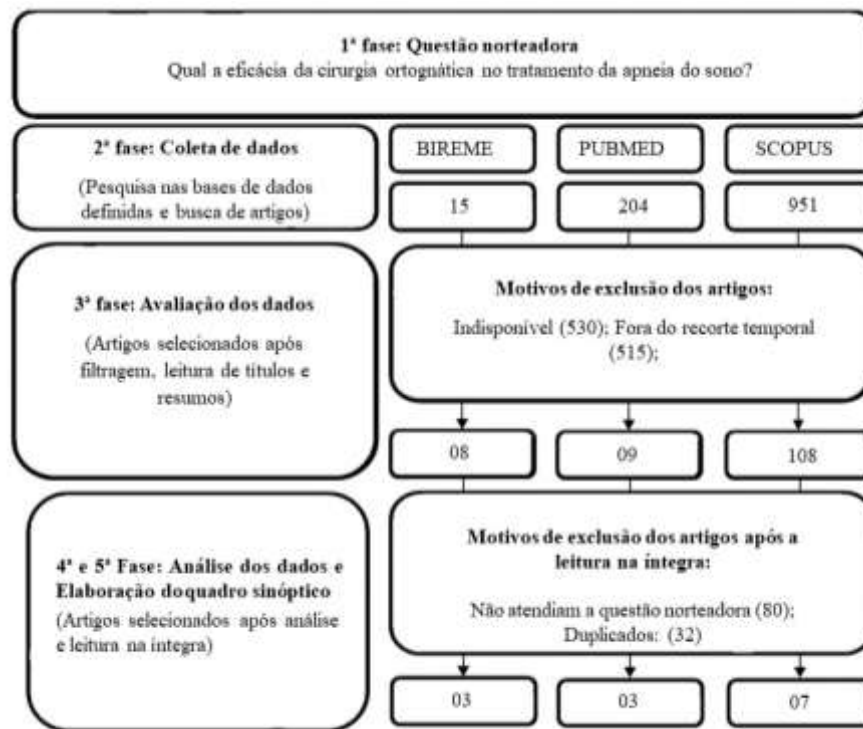 1ª fase: Questão norteadora
Qual a eficácia da cirurgia ortognática no tratamento da apneia do sono?
2ª fase: Coleta de dados
(Pesquisa nas bases de dados
definidas e busca de artigos)
BIREME
PUBMED
SCOPUS
15
204
951
3ª fase: Avaliação dos dados
(Artigos selecionados após
filtragem, leitura de títulos e
resumos)
Motivos de exclusão dos artigos:
Indisponível (530); Fora do recorte temporal
(515);
08
09
108
4ª e 5ª Fase: Análise dos dados e
Elaboração doquadro sinóptico
(Artigos selecionados após análise
e leitura na íntegra)
Motivos de exclusão dos artigos após a
leitura na íntegra:
Não atendiam a questão norteadora (80);
Duplicados: (32)
03
03
07